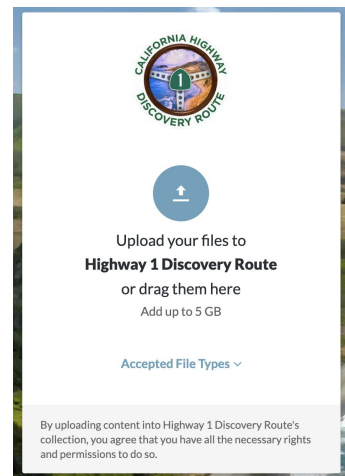 CALIFORNIA HIGHWAY
1
DISCOVERY ROUTE
Upload your files to
Highway 1 Discovery Route
or drag them here
Add up to 5 GB
Accepted File Types
By uploading content into Highway 1 Discovery Route's
collection, you agree that you have all the necessary rights
and permissions to do so.